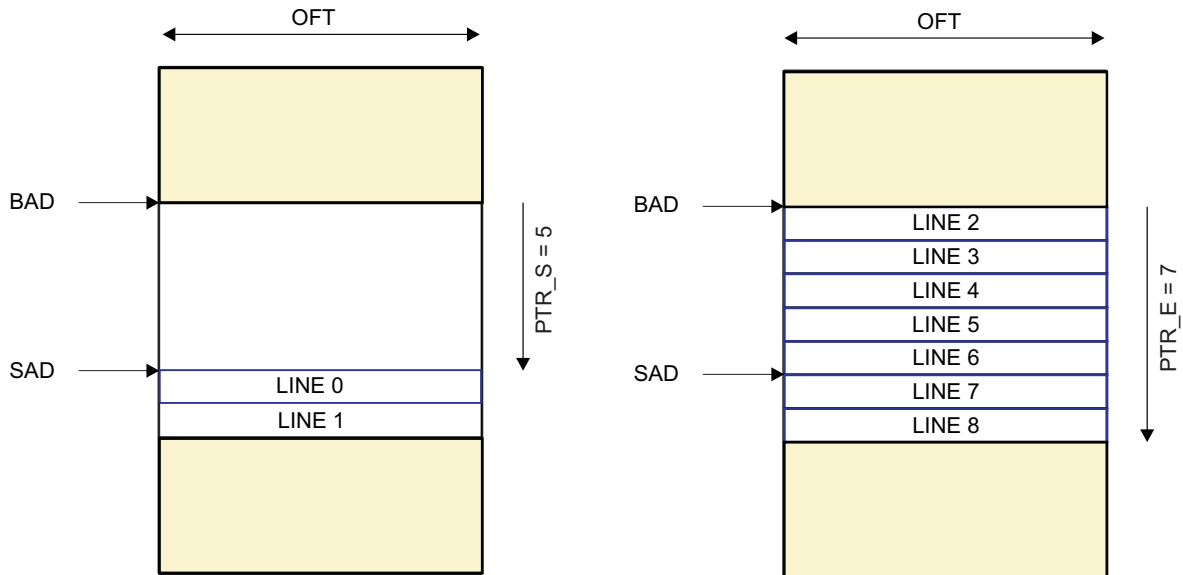 OFT
BAD
PTR_S = 5
SAD
LINE 0
LINE 1
OFT
BAD
LINE 2
LINE 3
LINE 4
LINE 5
LINE 6
SAD
LINE 7
LINE 8
PTR_E = 7